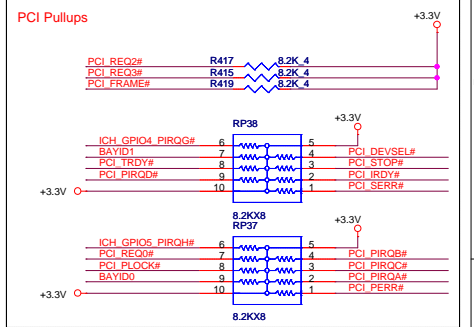 PCI Pullups
+3.3V
PCI_REQ2# R417 8.2K_4
PCI_REQ3# R415 8.2K_4
PCI_FRAME# R419 8.2K_4
RP38 +3.3V
ICH_GPIO4_PIRQG# 6 5
BAYID1 7 4 PCI_DEVSEL#
PCI_TRDY# 8 3 PCI_STOP#
PCI_PIRQD# 9 2 PCI_IRDY#
+3.3V 10 1 PCI_SERR#
8.2KX8
RP37 +3.3V
ICH_GPIO5_PIRQH# 6 5
PCI_REQ0# 7 4 PCI_PIRQB#
PCI_PLOCK# 8 3 PCI_PIRQC#
BAYID0 9 2 PCI_PIRQA#
+3.3V 10 1 PCI_PERR#
8.2KX8